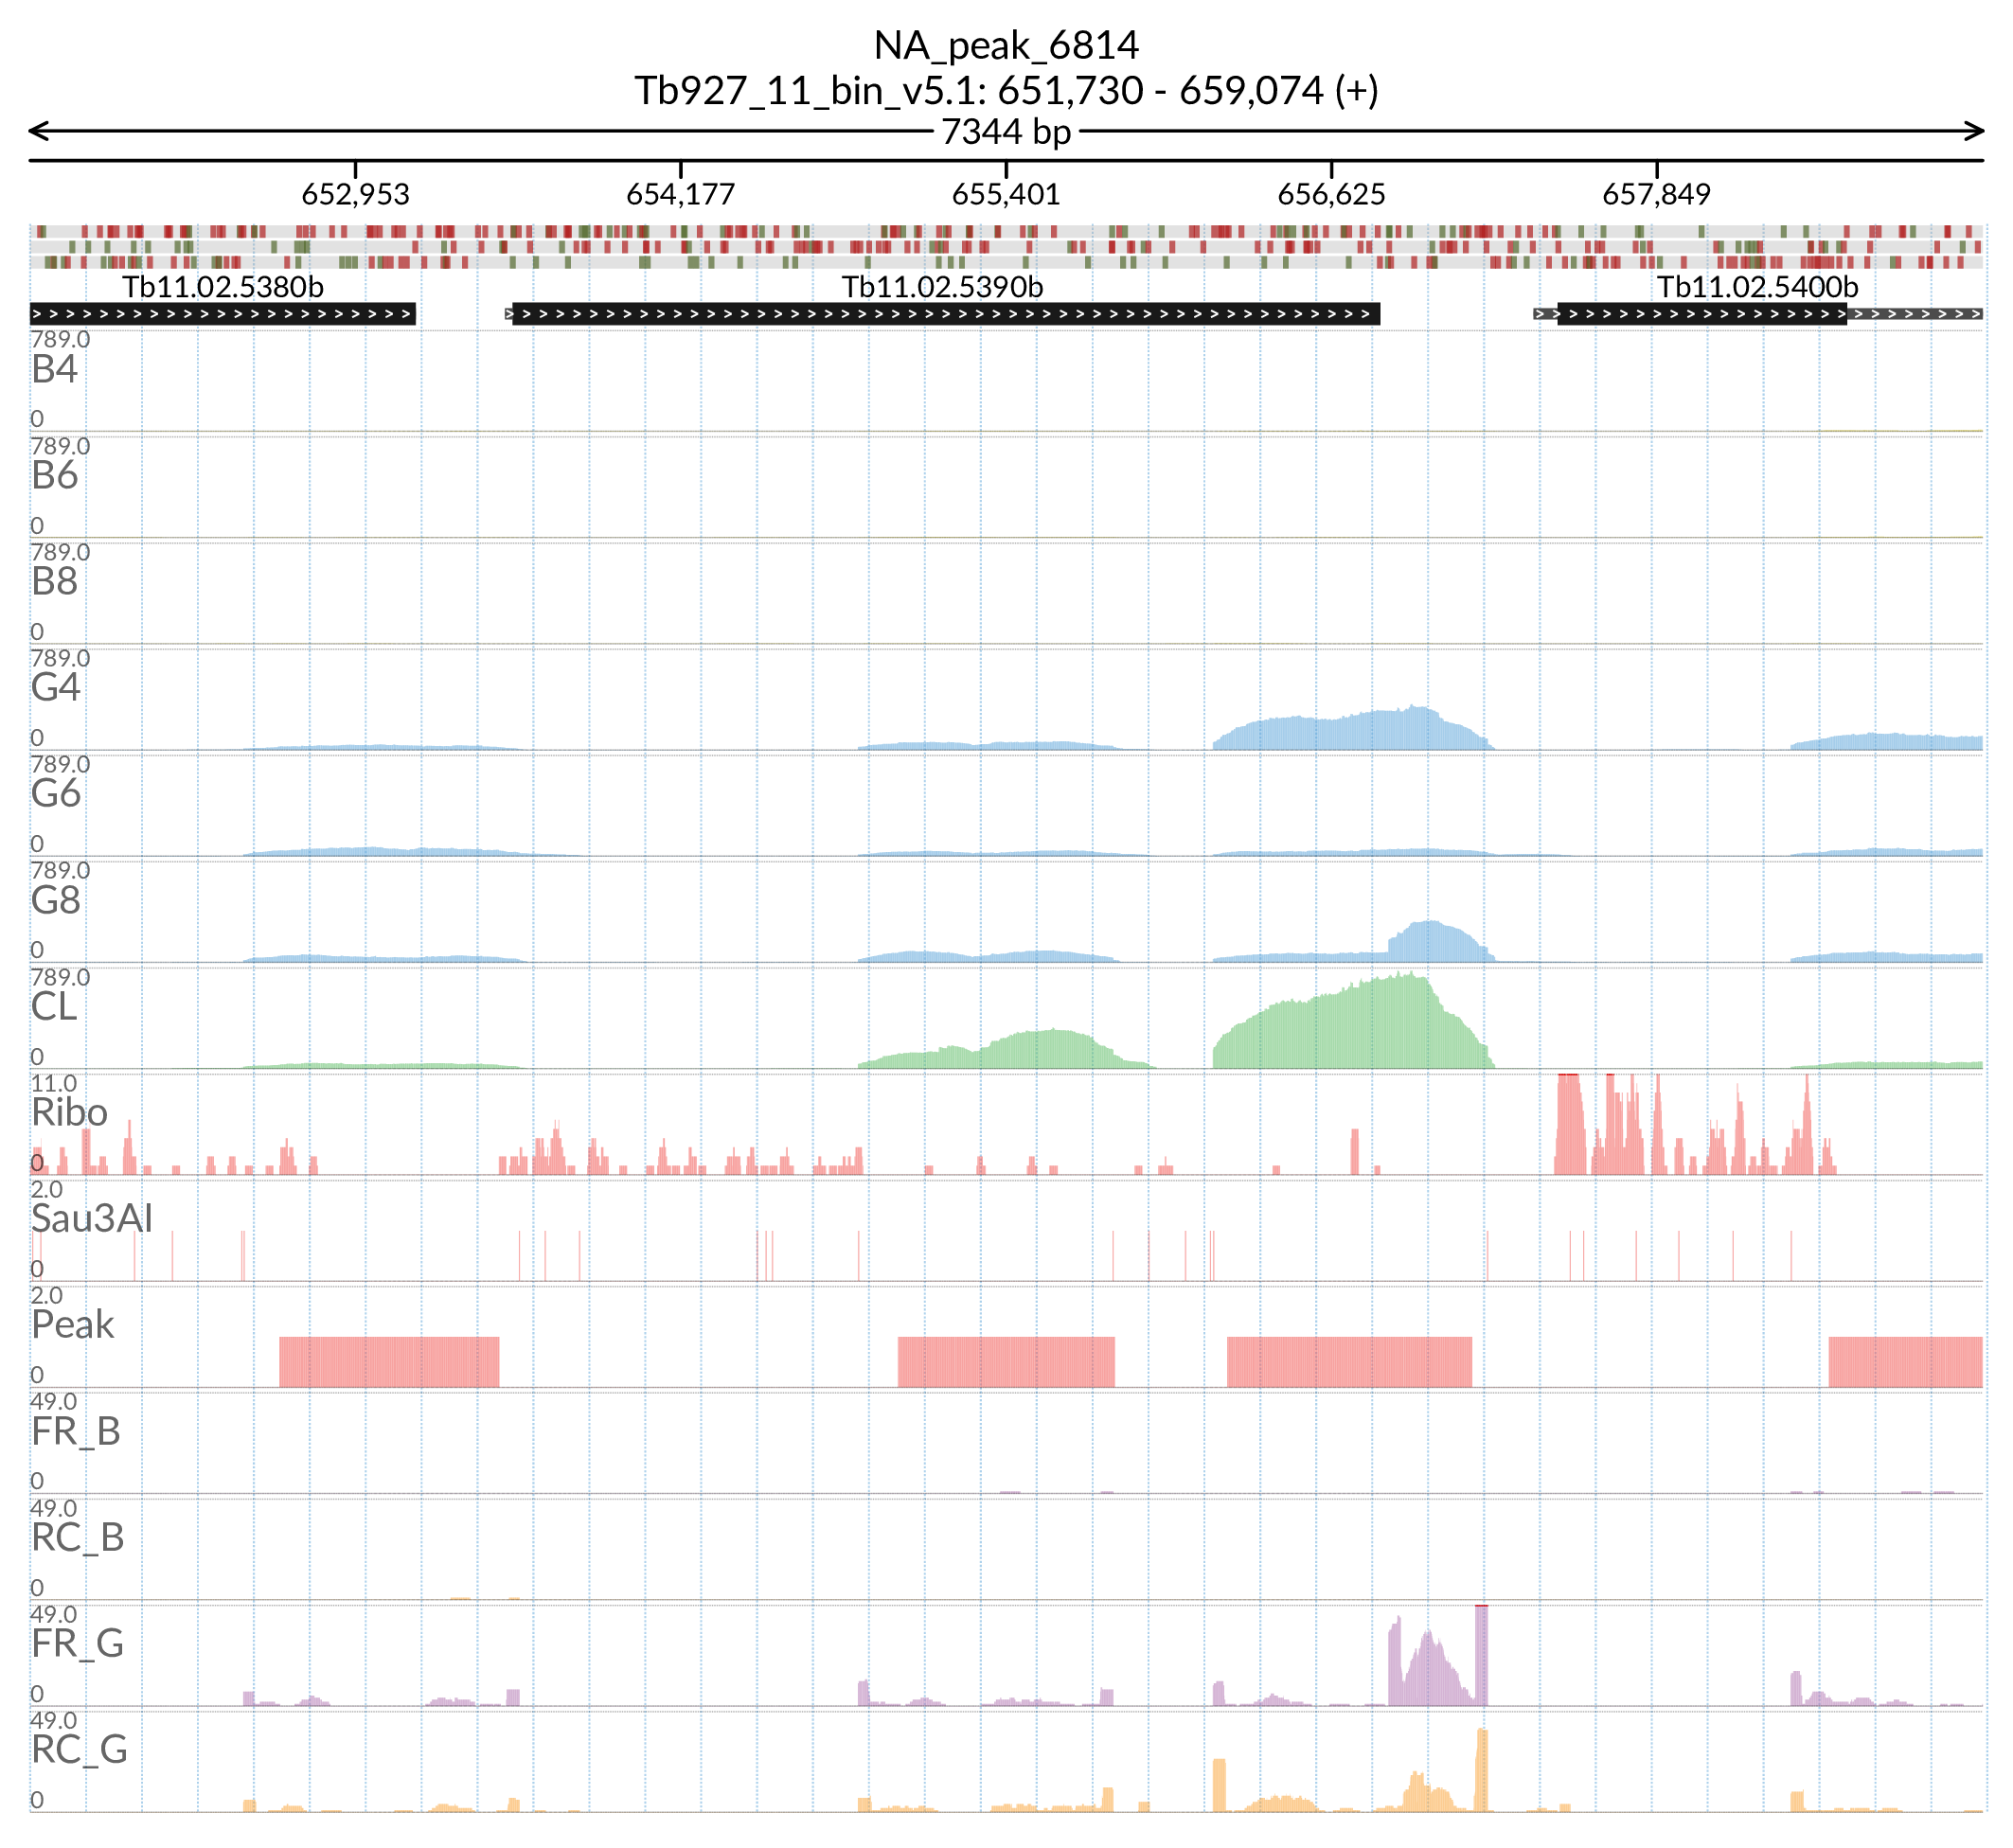 NA_peak_6814
Tb927_11_bin_v5.1: 651,730 - 659,074 (+)
7344 bp
652,953 654,177 655,401 656,625 657,849
Tb11.02.5380b Tb11.02.5390b Tb11.02.5400b
789.0
B4
0
789.0
B6
0
789.0
B8
0
789.0
G4
0
789.0
G6
0
789.0
G8
0
789.0
CL
0
11.0
Ribo
0
2.0
Sau3AI
0
2.0
Peak
0
49.0
FR_B
0
49.0
RC_B
0
49.0
FR_G
0
49.0
RC_G
0